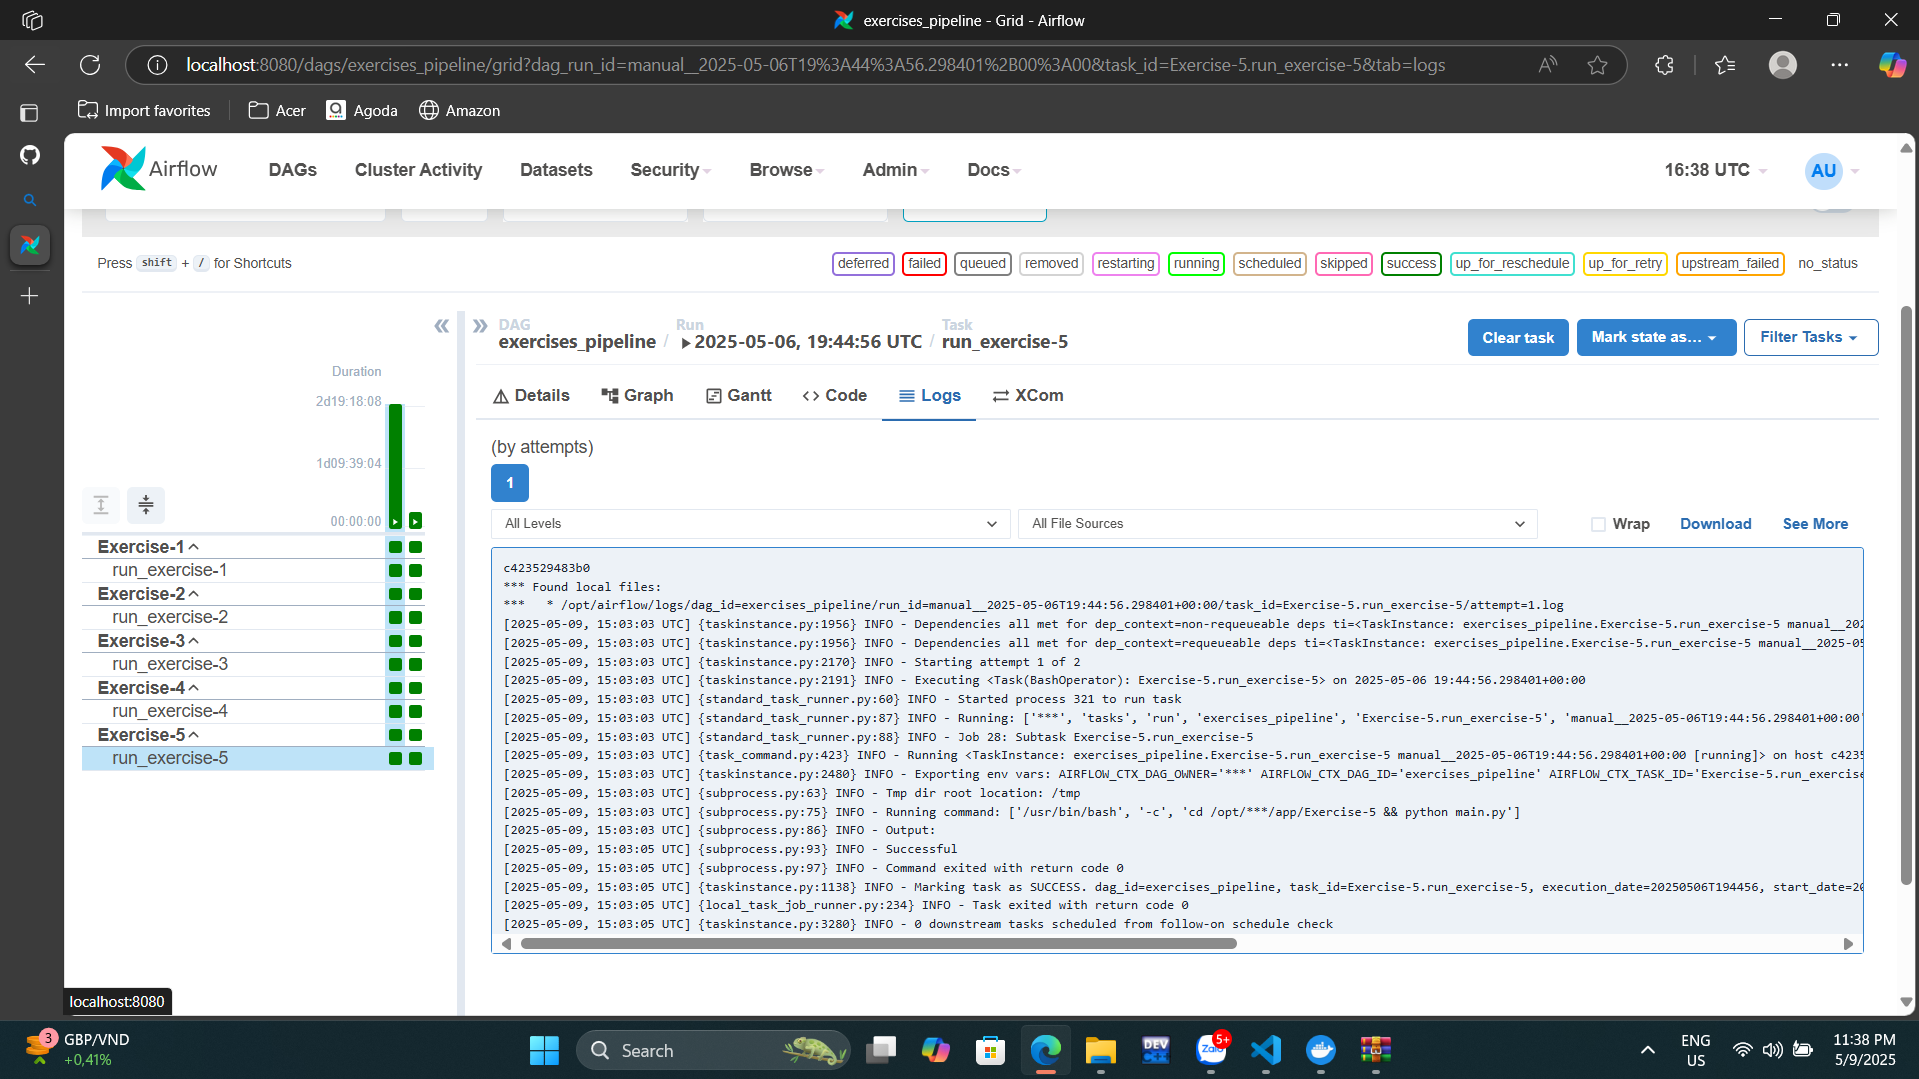 exercises_pipeline - Grid - Airflow
localhost:8080/dags/exercises_pipeline/grid?dag_run_id=manual__2025-05-06T19%3A44%3A56.298401%2B00%3A00&task_id=Exercise-5.run_exercise-5&tab=logs
Import favorites
Acer
Agoda
Amazon
Airflow
DAGs
Cluster Activity
Datasets
Security
Browse
Admin
Docs
16:38 UTC
AU
Press shift + / for Shortcuts
deferred
failed
queued
removed
restarting
running
scheduled
skipped
success
up_for_reschedule
up_for_retry
upstream_failed
no_status
DAG
exercises_pipeline /
Run
2025-05-06, 19:44:56 UTC /
Task
run_exercise-5
Clear task
Mark state as…
Filter Tasks
Duration
2d19:18:08
1d09:39:04
00:00:00
Exercise-1
run_exercise-1
Exercise-2
run_exercise-2
Exercise-3
run_exercise-3
Exercise-4
run_exercise-4
Exercise-5
run_exercise-5
Details
Graph
Gantt
Code
Logs
XCom
(by attempts)
1
All Levels
All File Sources
Wrap
Download
See More
c423529483b0
*** Found local files:
***   * /opt/airflow/logs/dag_id=exercises_pipeline/run_id=manual__2025-05-06T19:44:56.298401+00:00/task_id=Exercise-5.run_exercise-5/attempt=1.log
[2025-05-09, 15:03:03 UTC] {taskinstance.py:1956} INFO - Dependencies all met for dep_context=non-requeueable deps ti=<TaskInstance: exercises_pipeline.Exercise-5.run_exercise-5 manual__202
[2025-05-09, 15:03:03 UTC] {taskinstance.py:1956} INFO - Dependencies all met for dep_context=requeueable deps ti=<TaskInstance: exercises_pipeline.Exercise-5.run_exercise-5 manual__2025-05
[2025-05-09, 15:03:03 UTC] {taskinstance.py:2170} INFO - Starting attempt 1 of 2
[2025-05-09, 15:03:03 UTC] {taskinstance.py:2191} INFO - Executing <Task(BashOperator): Exercise-5.run_exercise-5> on 2025-05-06 19:44:56.298401+00:00
[2025-05-09, 15:03:03 UTC] {standard_task_runner.py:60} INFO - Started process 321 to run task
[2025-05-09, 15:03:03 UTC] {standard_task_runner.py:87} INFO - Running: ['***', 'tasks', 'run', 'exercises_pipeline', 'Exercise-5.run_exercise-5', 'manual__2025-05-06T19:44:56.298401+00:00'
[2025-05-09, 15:03:03 UTC] {standard_task_runner.py:88} INFO - Job 28: Subtask Exercise-5.run_exercise-5
[2025-05-09, 15:03:03 UTC] {task_command.py:423} INFO - Running <TaskInstance: exercises_pipeline.Exercise-5.run_exercise-5 manual__2025-05-06T19:44:56.298401+00:00 [running]> on host c4235
[2025-05-09, 15:03:03 UTC] {taskinstance.py:2480} INFO - Exporting env vars: AIRFLOW_CTX_DAG_OWNER='***' AIRFLOW_CTX_DAG_ID='exercises_pipeline' AIRFLOW_CTX_TASK_ID='Exercise-5.run_exercise
[2025-05-09, 15:03:03 UTC] {subprocess.py:63} INFO - Tmp dir root location: /tmp
[2025-05-09, 15:03:03 UTC] {subprocess.py:75} INFO - Running command: ['/usr/bin/bash', '-c', 'cd /opt/***/app/Exercise-5 && python main.py']
[2025-05-09, 15:03:03 UTC] {subprocess.py:86} INFO - Output:
[2025-05-09, 15:03:05 UTC] {subprocess.py:93} INFO - Successful
[2025-05-09, 15:03:05 UTC] {subprocess.py:97} INFO - Command exited with return code 0
[2025-05-09, 15:03:05 UTC] {taskinstance.py:1138} INFO - Marking task as SUCCESS. dag_id=exercises_pipeline, task_id=Exercise-5.run_exercise-5, execution_date=20250506T194456, start_date=20
[2025-05-09, 15:03:05 UTC] {local_task_job_runner.py:234} INFO - Task exited with return code 0
[2025-05-09, 15:03:05 UTC] {taskinstance.py:3280} INFO - 0 downstream tasks scheduled from follow-on schedule check
localhost:8080
3
GBP/VND
+0,41%
Search
DEV
Zalo
5+
ENG
US
11:38 PM
5/9/2025